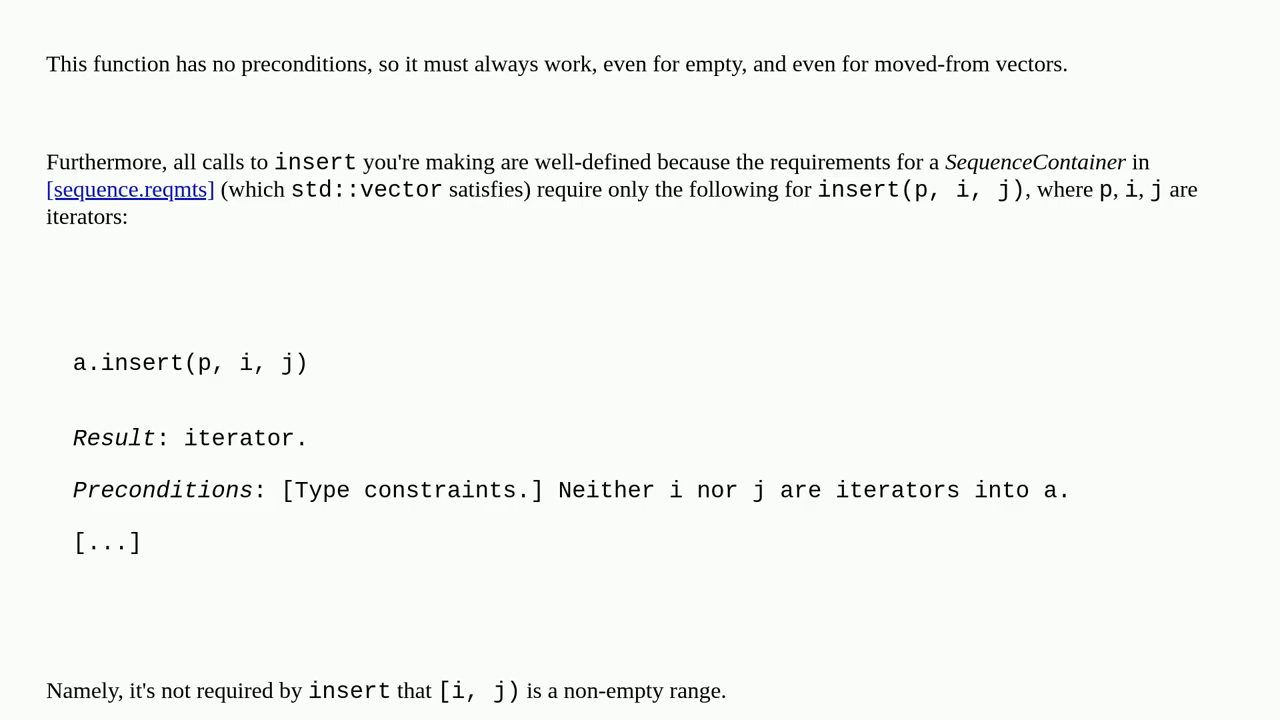 This function has no preconditions, so it must always work, even for empty, and even for moved-from vectors.
Furthermore, all calls to insert you're making are well-defined because the requirements for a SequenceContainer in
[sequence.reqmts] (which std::vector satisfies) require only the following for insert(p, i, j), where p, i, j are
iterators:
a.insert(p, i, j)
Result: iterator.
Preconditions: [Type constraints.] Neither i nor j are iterators into a.
[...]
Namely, it's not required by insert that [i, j) is a non-empty range.